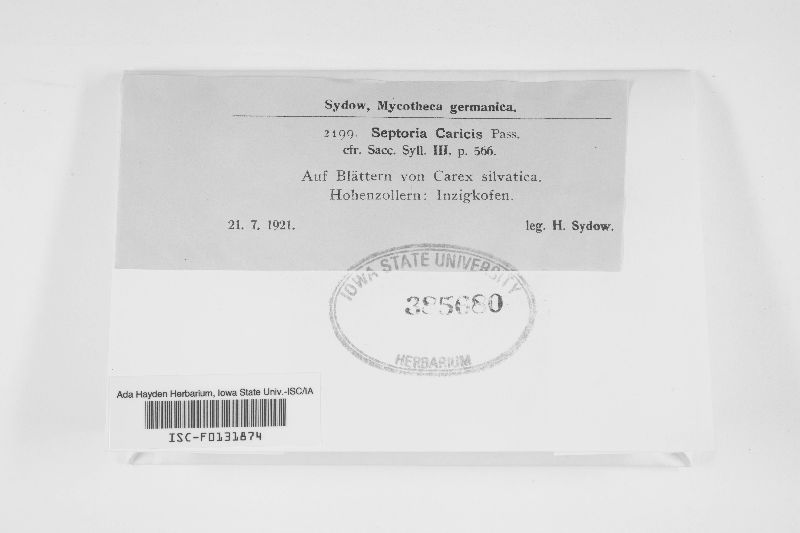 Sydow, Mycotheca germanica.
2199. Septoria Caricis Pass.
cfr. Sacc. Syll. III, p. 566.
Auf Blättern von Carex silvatica.
Hohenzollern: Inzigkofen.
21. 7. 1921. leg. H. Sydow.
IOWA STATE UNIVERSITY
385680
HERBARIUM
Ada Hayden Herbarium, Iowa State Univ.-ISC/IA
ISC-F0131874